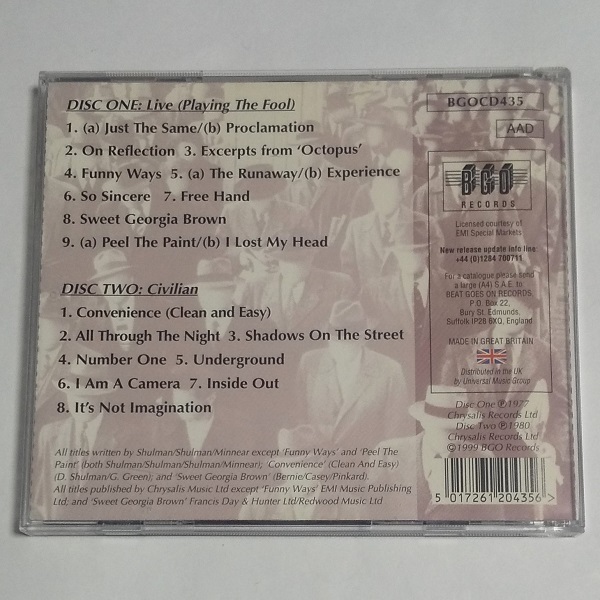 DISC ONE: Live (Playing The Fool)
1. (a) Just The Same/(b) Proclamation
2. On Reflection 3. Excerpts from ‘Octopus’
4. Funny Ways 5. (a) The Runaway/(b) Experience
6. So Sincere 7. Free Hand
8. Sweet Georgia Brown
9. (a) Peel The Paint/(b) I Lost My Head
DISC TWO: Civilian
1. Convenience (Clean and Easy)
2. All Through The Night 3. Shadows On The Street
4. Number One 5. Underground
6. I Am A Camera 7. Inside Out
8. It's Not Imagination
All titles written by Shulman/Shulman/Minnear except ‘Funny Ways’ and ‘Peel The
Paint’ (both Shulman/Shulman/Shulman/Minnear); ‘Convenience’ (Clean And Easy)
(D. Shulman/G. Green); and ‘Sweet Georgia Brown’ (Bernie/Casey/Pinkard).
All titles published by Chrysalis Music Ltd except ‘Funny Ways’ EMI Music Publishing
Ltd; and ‘Sweet Georgia Brown’ Francis Day & Hunter Ltd/Redwood Music Ltd
BGOCD435
AAD
BGO
RECORDS
Licensed courtesy of
EMI Special Markets
New release update info line:
+44 (0)1284 700711
For a catalogue please send
a large (A4) S.A.E. to
BEAT GOES ON RECORDS,
P.O. Box 22,
Bury St. Edmunds,
Suffolk IP28 6XQ, England
MADE IN GREAT BRITAIN
Distributed in the UK
by Universal Music Group
Disc One ℗1977
Chrysalis Records Ltd
Disc Two ℗1980
Chrysalis Records Ltd
©1999 BGO Records
5 017261 204356 >